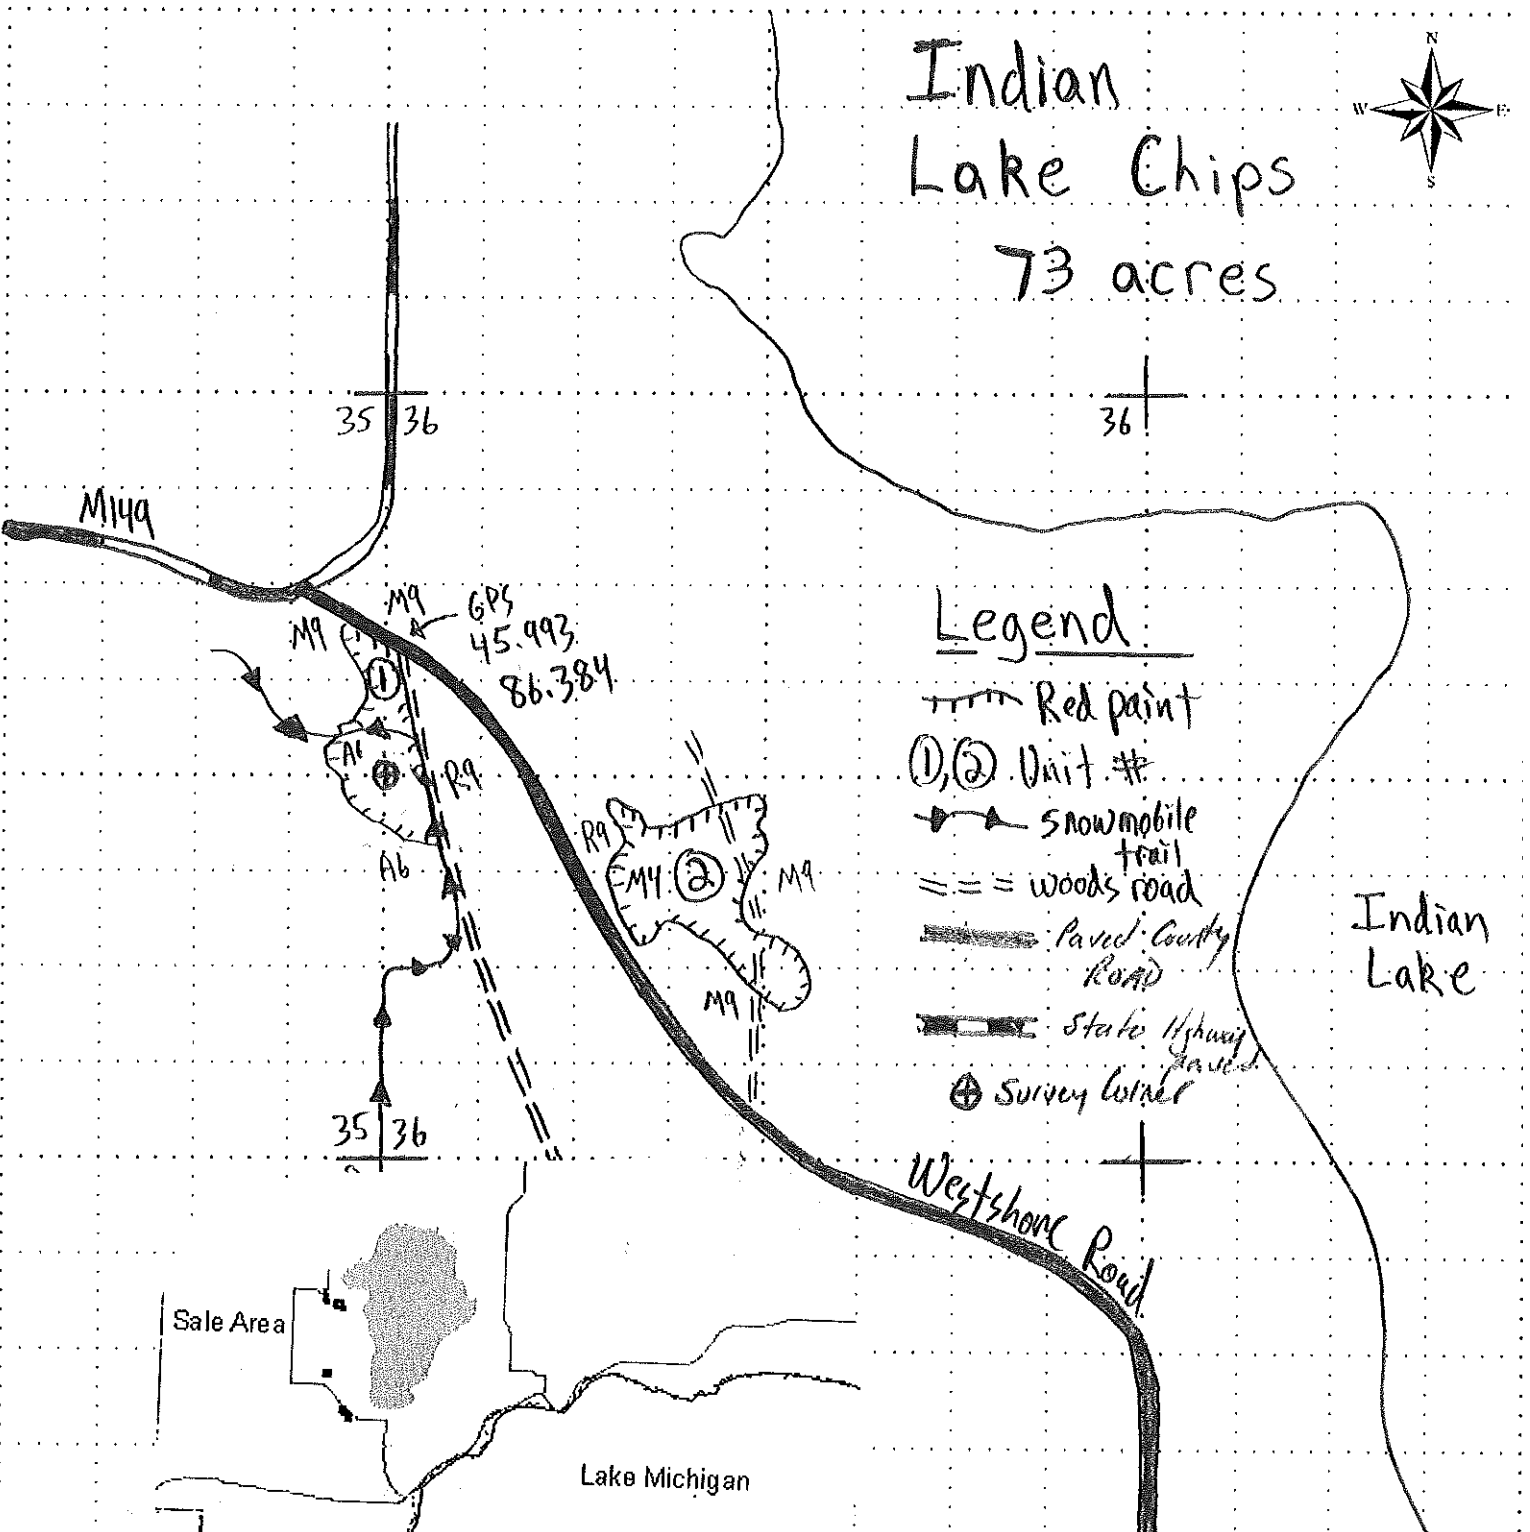 Indian
Lake Chips
73 acres
N
W E
S
35 36
36
M149
M9
M9
GPS
45.993
86.384
1
A6
R9
A6
R9
M4 2 M9
M9
35 36
Legend
Red paint
1,2 Unit #
Snowmobile
trail
woods road
Paved County
Road
State Highway
paved
Survey Corner
Indian
Lake
Westshore Road
Sale Area
Lake Michigan